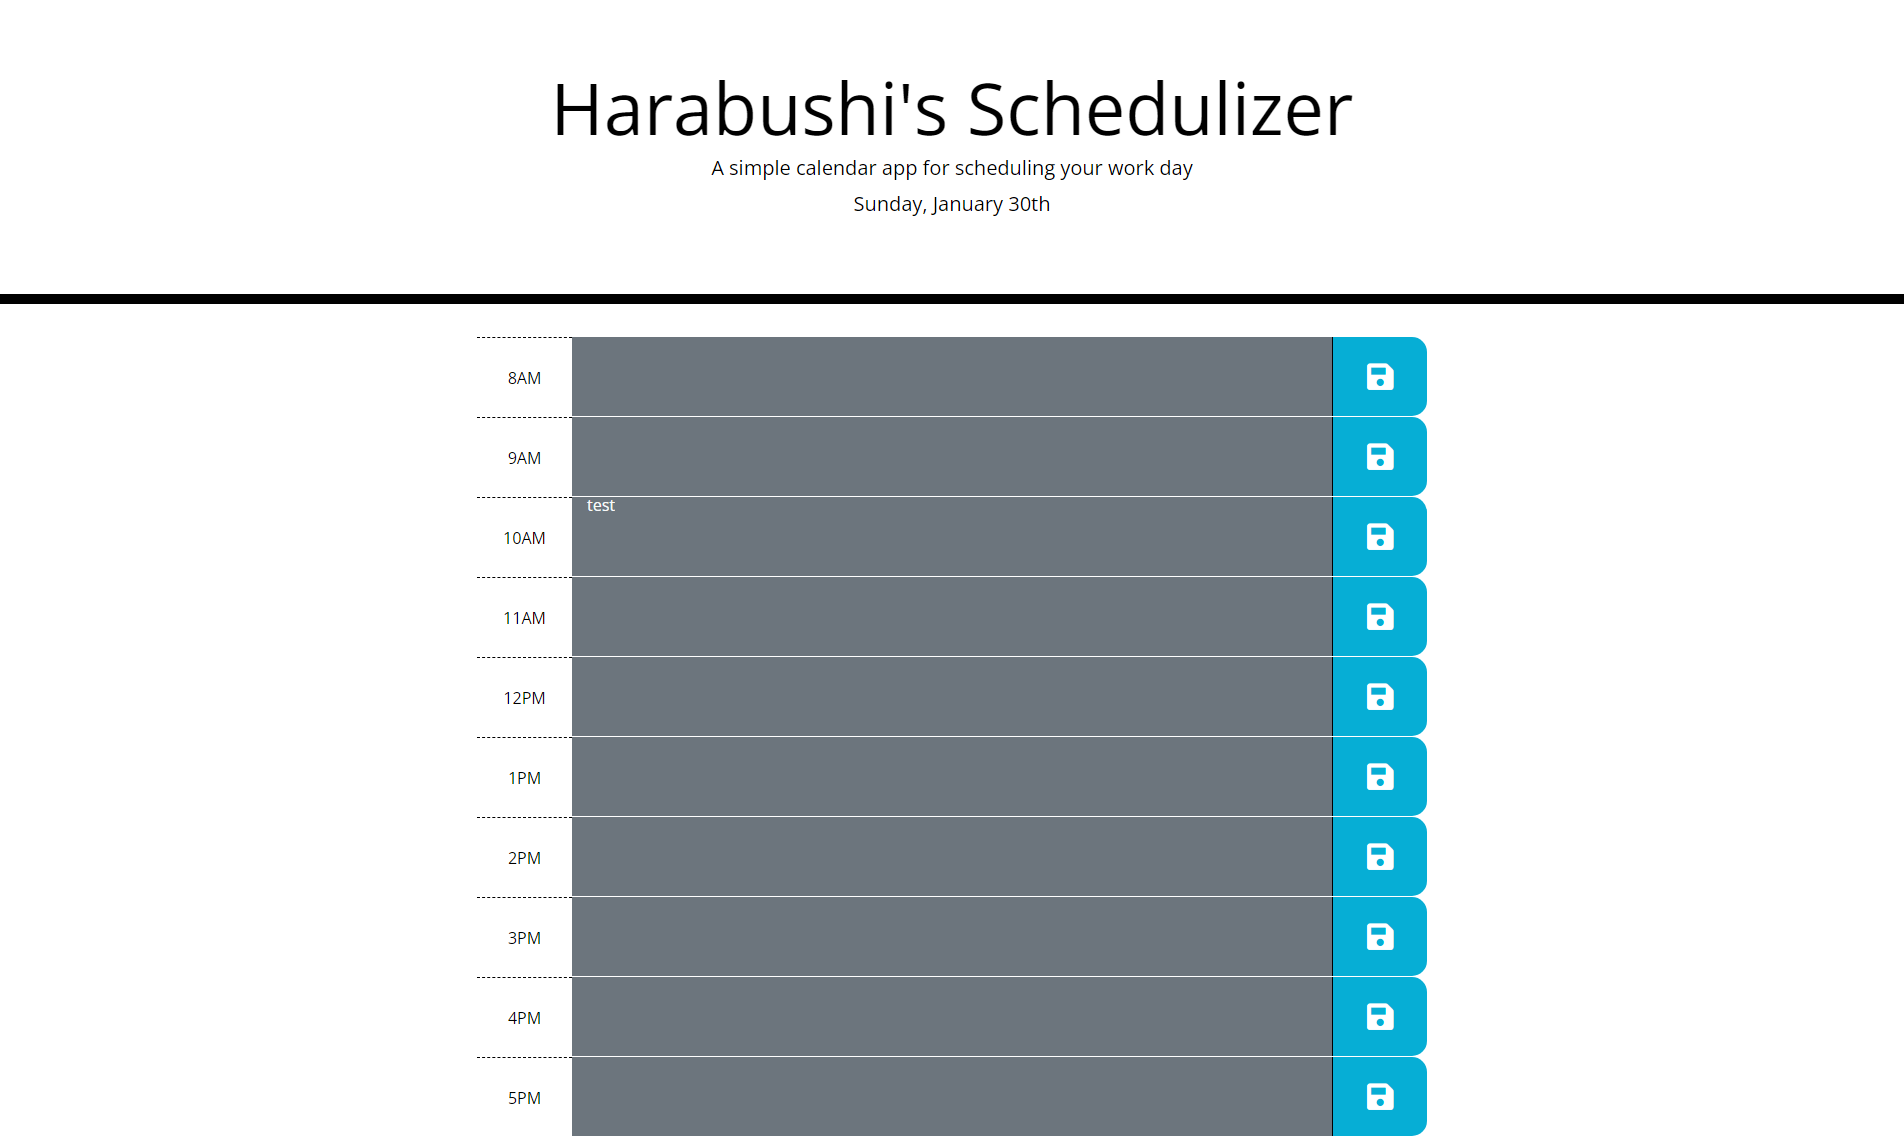 Harabushi's Schedulizer
A simple calendar app for scheduling your work day
Sunday, January 30th
8AM
9AM
10AM
test
11AM
12PM
1PM
2PM
3PM
4PM
5PM